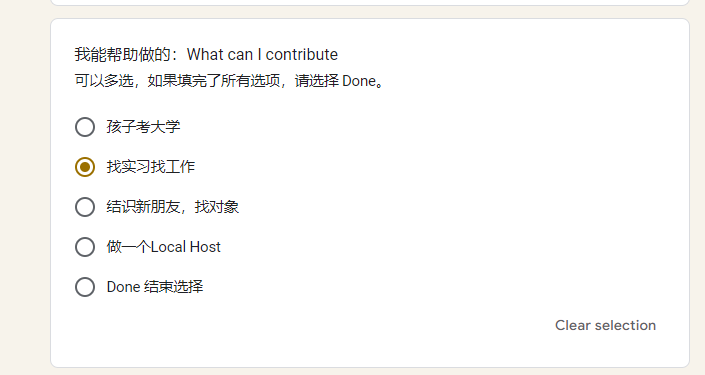 我能帮助做的：What can I contribute
可以多选，如果填完了所有选项，请选择 Done。
孩子考大学
找实习找工作
结识新朋友，找对象
做一个Local Host
Done 结束选择
Clear selection